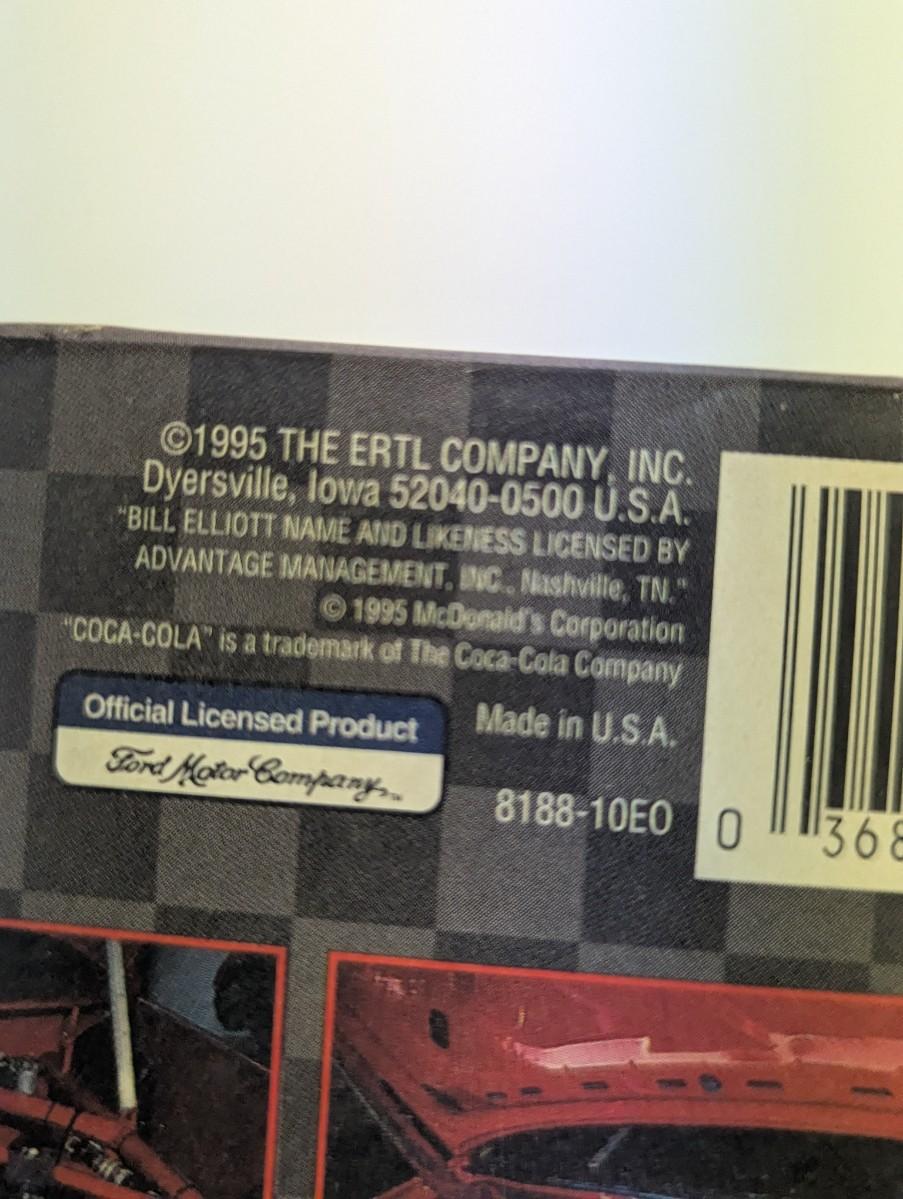 ©1995 THE ERTL COMPANY, INC.
Dyersville, Iowa 52040-0500 U.S.A.
"BILL ELLIOTT NAME AND LIKENESS LICENSED BY
ADVANTAGE MANAGEMENT, INC., Nashville, TN."
© 1995 McDonald's Corporation
"COCA-COLA" is a trademark of The Coca-Cola Company
Official Licensed Product
Ford Motor Company™
Made in U.S.A.
8188-10EO
0 368